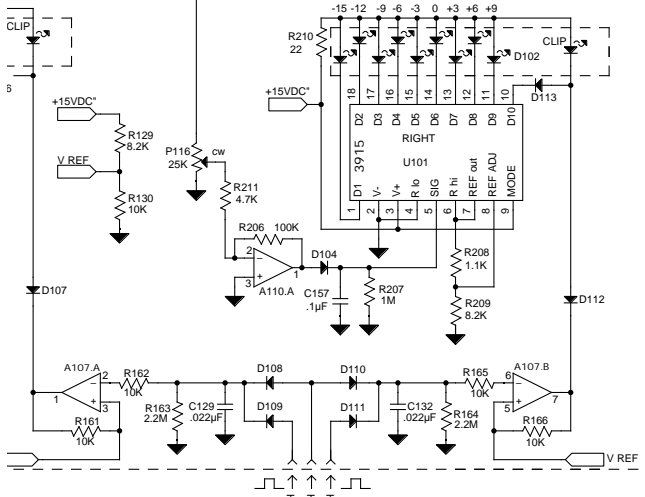 -15 -12 -9 -6 -3 0 +3 +6 +9
CLIP
R210
22
CLIP
D102
+15VDC"
D113
6
+15VDC"
18 17 16 15 14 13 12 11 10
D2 D3 D4 D5 D6 D7 D8 D9 D10
R129
8.2K
RIGHT
3915
U101
P116
25K
cw
V REF
D1 V- V+ R lo SIG R hi REF out REF ADJ MODE
1 2 3 4 5 6 7 8 9
R211
4.7K
R130
10K
R206 100K
2
-
+
3
1
A110.A
D104
R208
1.1K
C157
.1µF
R207
1M
R209
8.2K
D107
D112
A107.A
1
2
-
+
3
R162
10K
D108
D110
R165
10K
A107.B
6
-
+
5
7
R163
2.2M
C129
.022µF
D109
D111
C132
.022µF
R164
2.2M
R161
10K
R166
10K
V REF